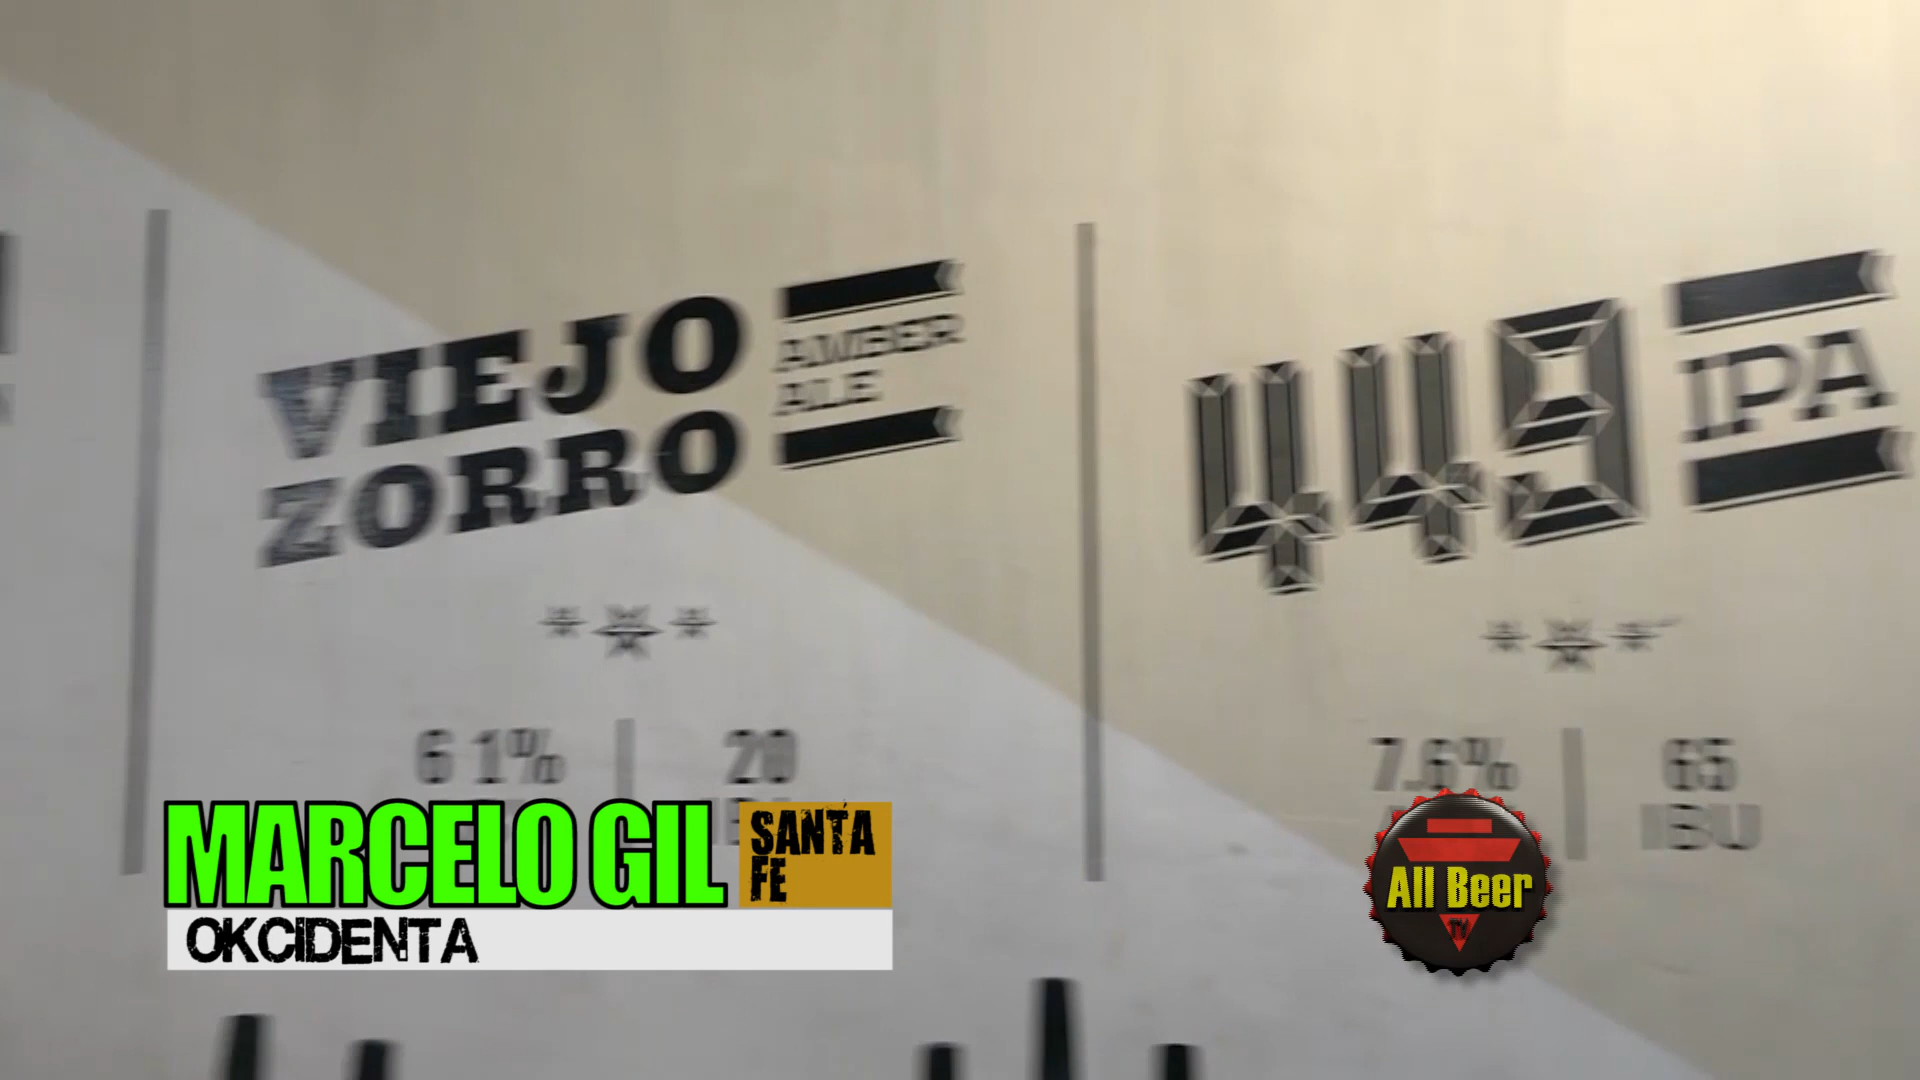 VIEJO
ZORRO
AMBER
ALE
6 1%
20
449
IPA
7.6%
65
IBU
MARCELO GIL
SANTA
FE
OKCIDENTA
All Beer
TV